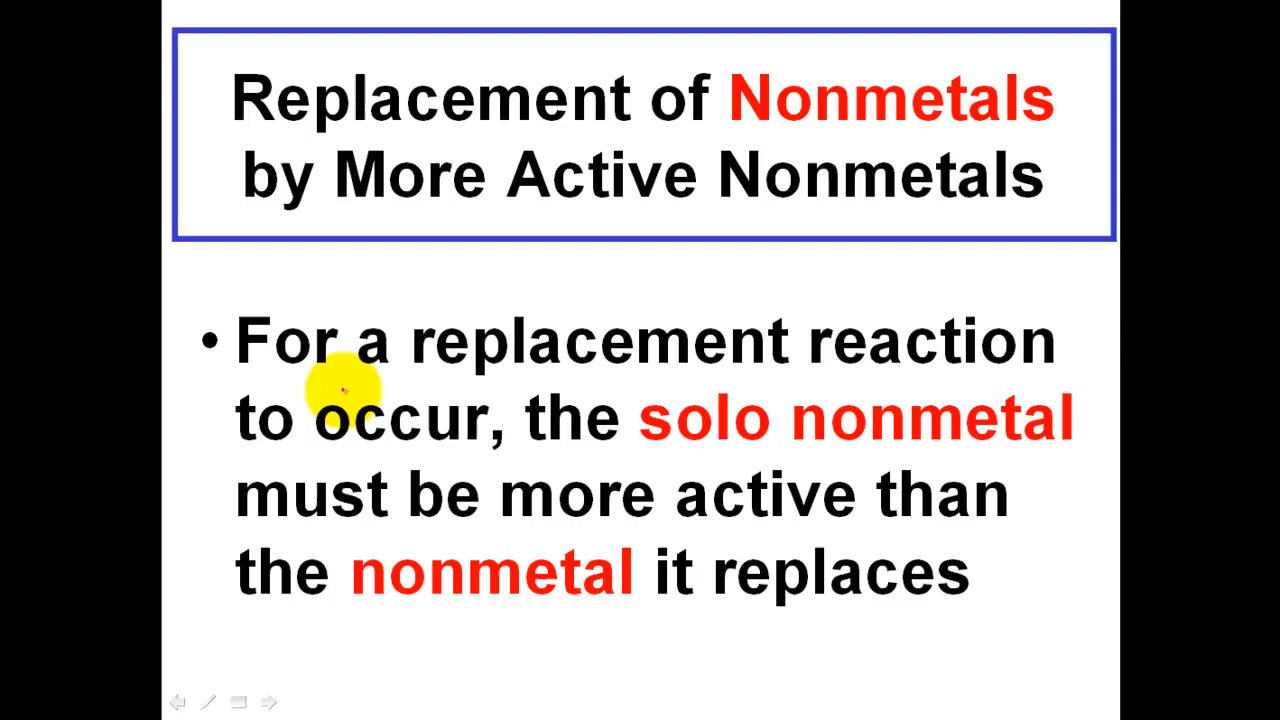 Replacement of Nonmetals
by More Active Nonmetals
• For a replacement reaction
to occur, the solo nonmetal
must be more active than
the nonmetal it replaces